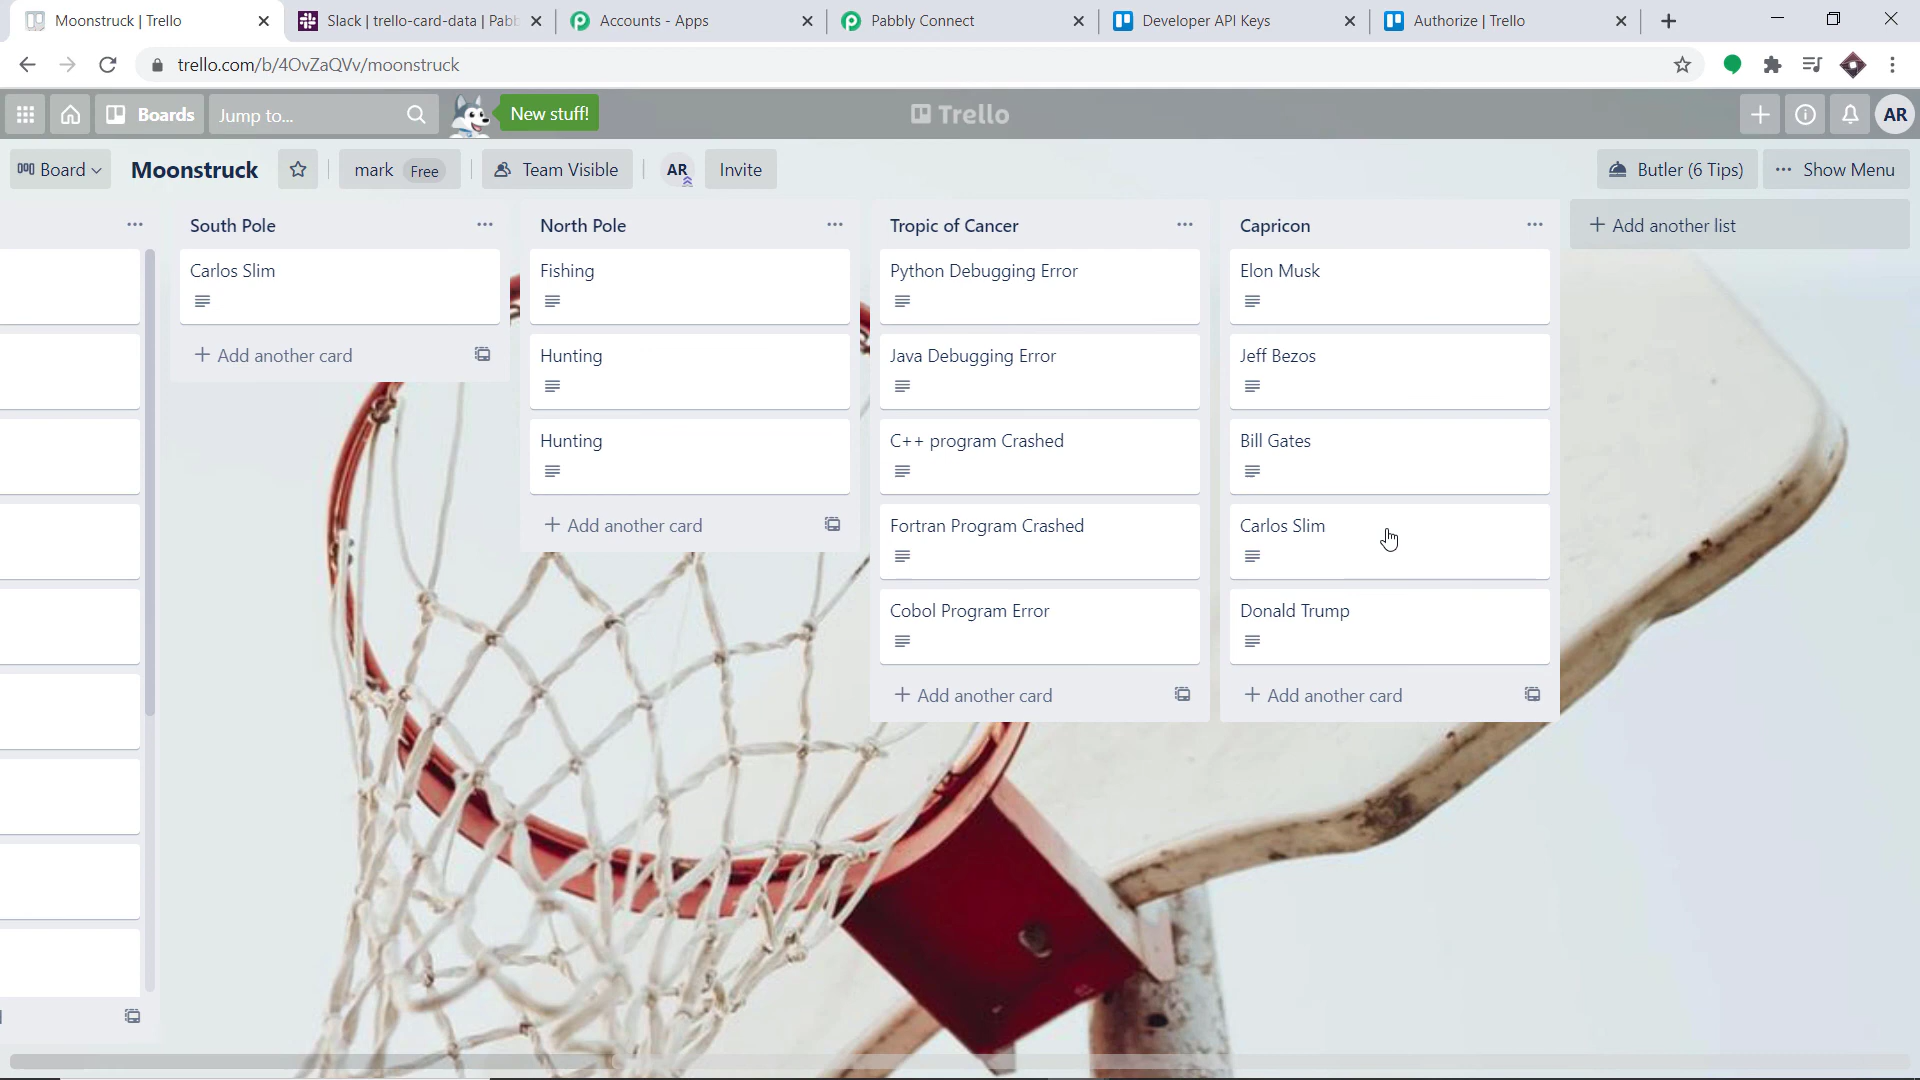 Moonstruck | Trello
Slack | trello-card-data | Pabb
Accounts - Apps
Pabbly Connect
Developer API Keys
Authorize | Trello
trello.com/b/4OvZaQVv/moonstruck
Boards
Jump to...
New stuff!
Trello
AR
Board
Moonstruck
mark Free
Team Visible
AR
Invite
Butler (6 Tips)
... Show Menu
South Pole
Carlos Slim
+ Add another card
North Pole
Fishing
Hunting
Hunting
+ Add another card
Tropic of Cancer
Python Debugging Error
Java Debugging Error
C++ program Crashed
Fortran Program Crashed
Cobol Program Error
+ Add another card
Capricon
Elon Musk
Jeff Bezos
Bill Gates
Carlos Slim
Donald Trump
+ Add another card
+ Add another list